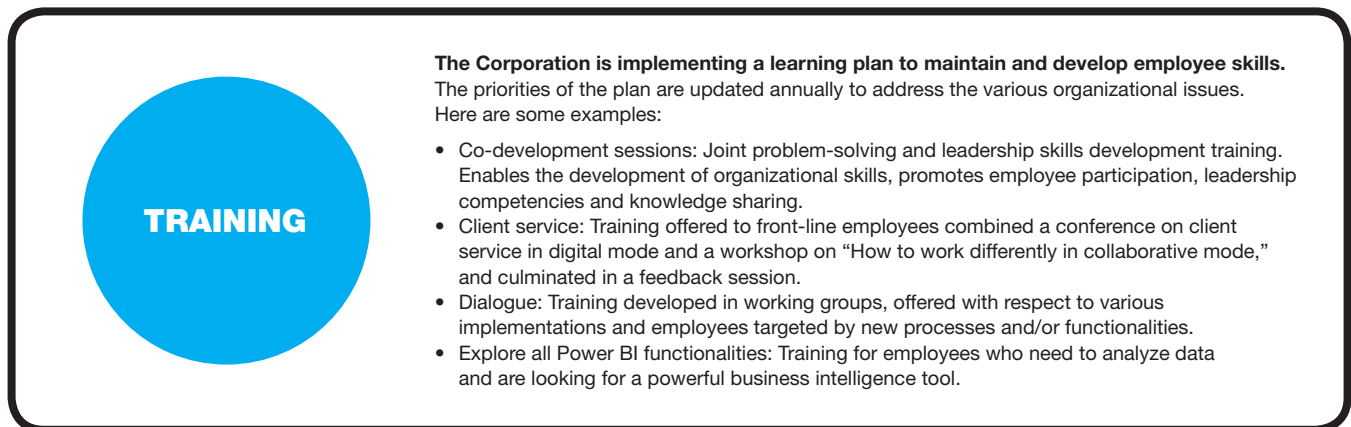 TRAINING
The Corporation is implementing a learning plan to maintain and develop employee skills.
The priorities of the plan are updated annually to address the various organizational issues.
Here are some examples:
• Co-development sessions: Joint problem-solving and leadership skills development training.
Enables the development of organizational skills, promotes employee participation, leadership
competencies and knowledge sharing.
• Client service: Training offered to front-line employees combined a conference on client
service in digital mode and a workshop on “How to work differently in collaborative mode,”
and culminated in a feedback session.
• Dialogue: Training developed in working groups, offered with respect to various
implementations and employees targeted by new processes and/or functionalities.
• Explore all Power BI functionalities: Training for employees who need to analyze data
and are looking for a powerful business intelligence tool.